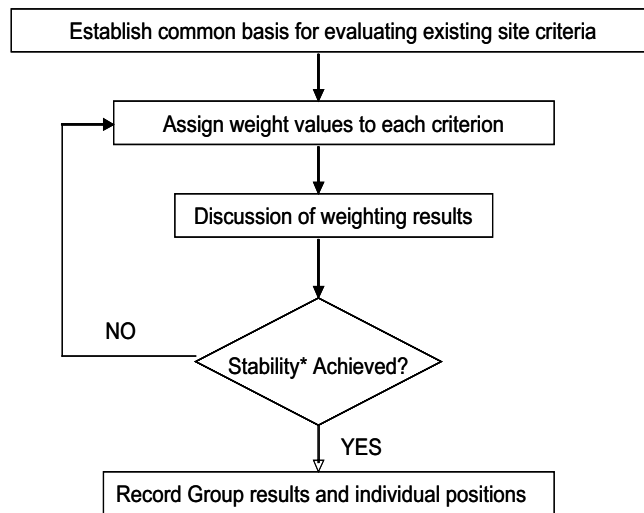 Establish common basis for evaluating existing site criteria
Assign weight values to each criterion
Discussion of weighting results
NO
Stability* Achieved?
YES
Record Group results and individual positions